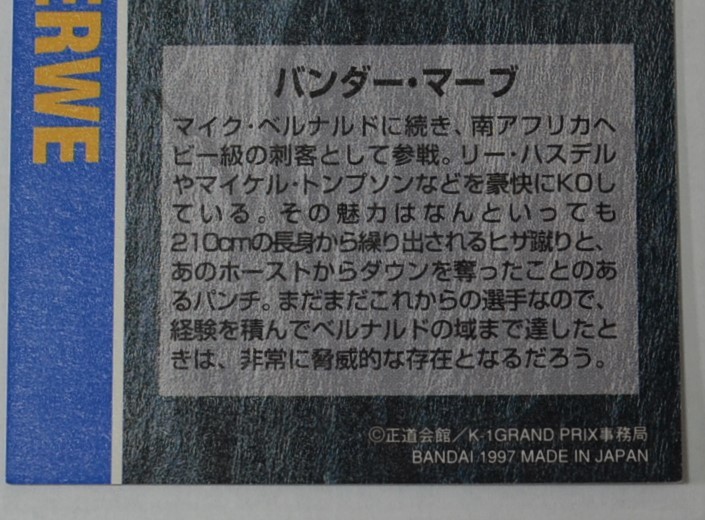 ERWE
バンダー・マーブ
マイク・ベルナルドに続き、南アフリカヘ
ビー級の刺客として参戦。リー・ハスデル
やマイケル・トンプソンなどを豪快にKOし
ている。その魅力はなんといっても
210cmの長身から繰り出されるヒザ蹴りと、
あのホーストからダウンを奪ったことのあ
るパンチ。まだまだこれからの選手なので、
経験を積んでベルナルドの域まで達したと
きは、非常に脅威的な存在となるだろう。
©正道会館／K-1GRAND PRIX事務局
BANDAI 1997 MADE IN JAPAN